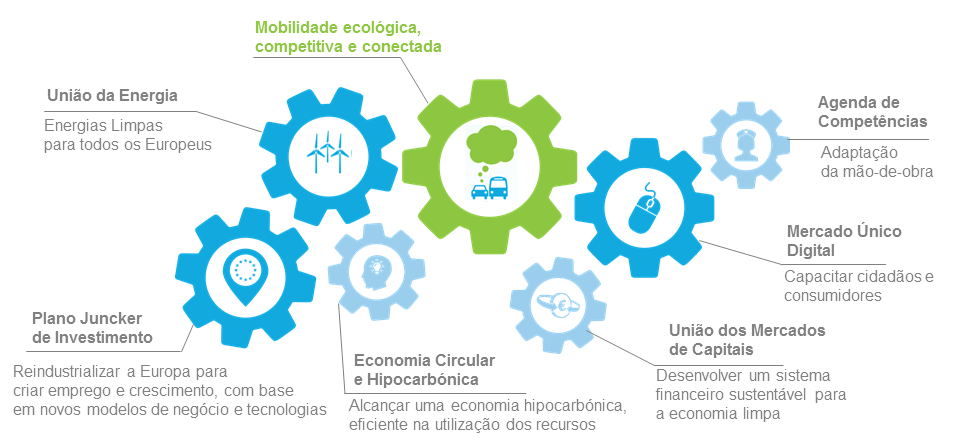 Mobilidade ecológica,
competitiva e conectada
União da Energia
Energias Limpas
para todos os Europeus
Agenda de
Competências
Adaptação
da mão-de-obra
Mercado Único
Digital
Capacitar cidadãos e
consumidores
Plano Juncker
de Investimento
Reindustrializar a Europa para
criar emprego e crescimento, com base
em novos modelos de negócio e tecnologias
Economia Circular
e Hipocarbónica
Alcançar uma economia hipocarbónica,
eficiente na utilização dos recursos
União dos Mercados
de Capitais
Desenvolver um sistema
financeiro sustentável para
a economia limpa
€